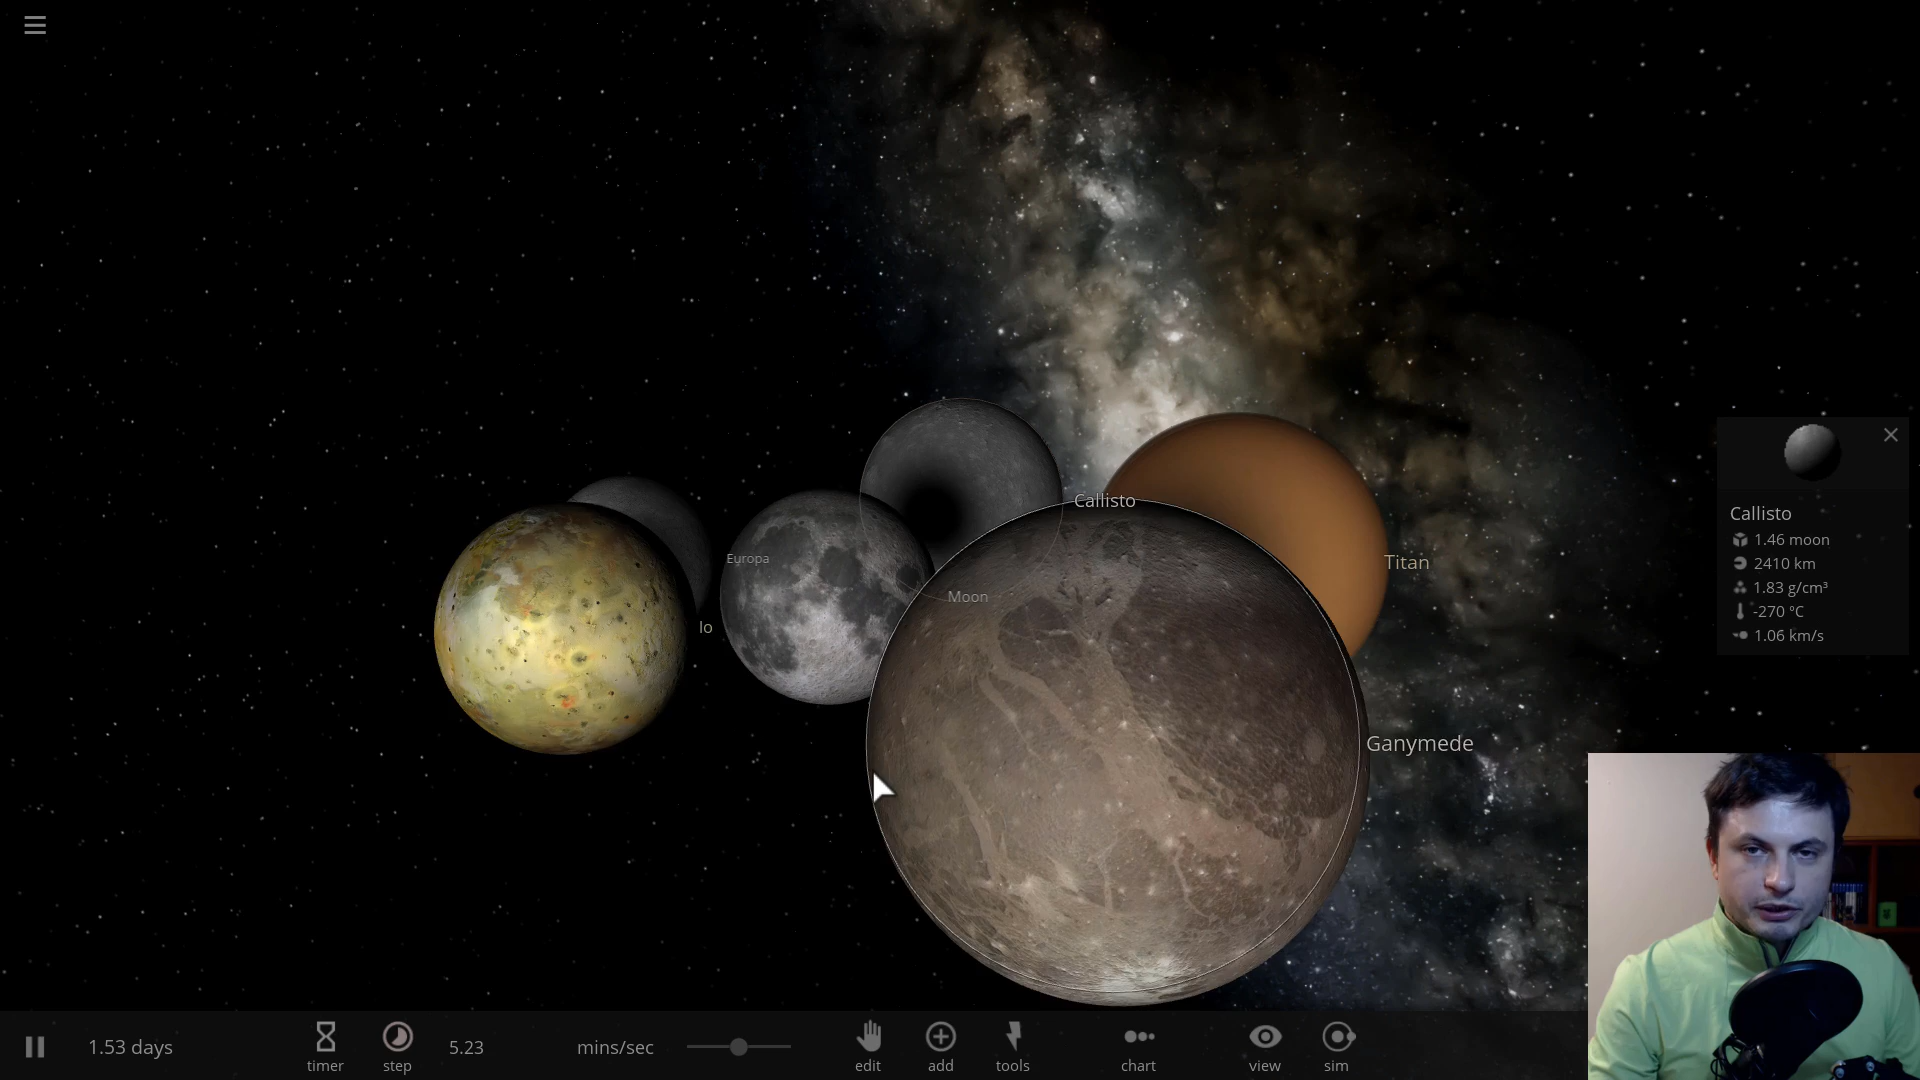 Callisto
Europa
Titan
Moon
Io
Ganymede
Callisto
1.46 moon
2410 km
1.83 g/cm³
-270 °C
1.06 km/s
1.53 days
timer
step
5.23
mins/sec
edit
add
tools
chart
view
sim